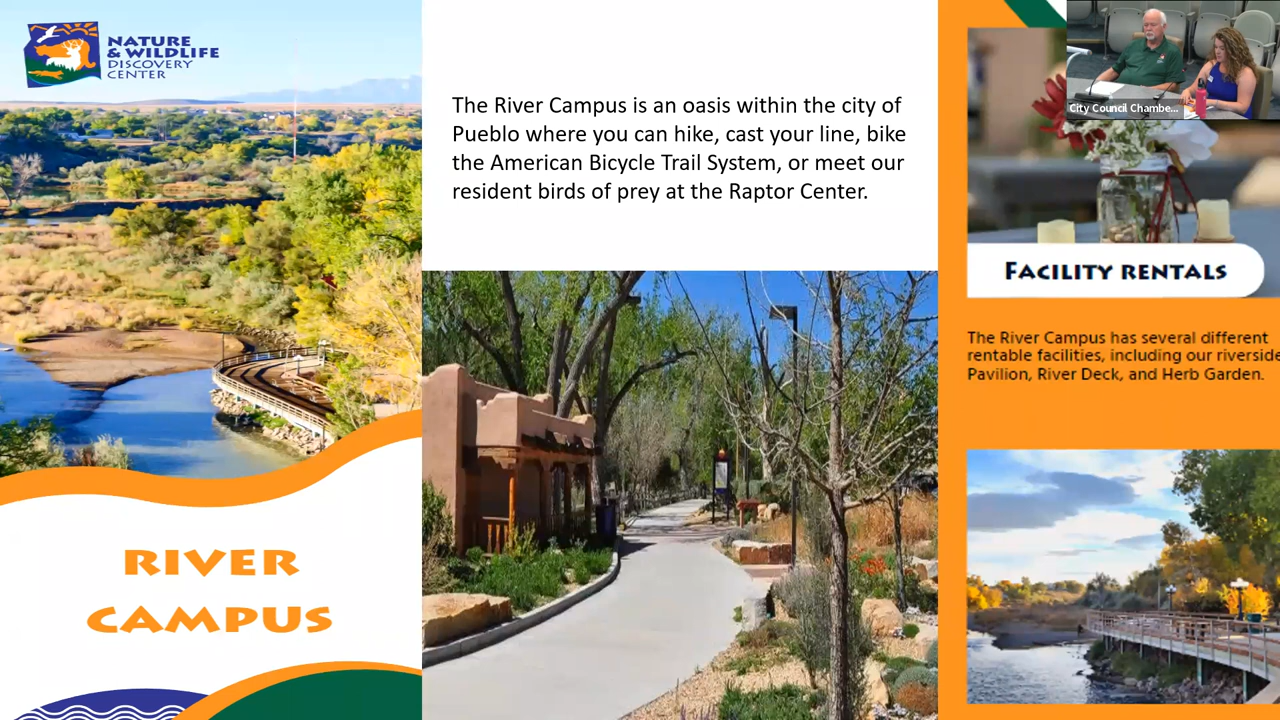 NATURE
& WILDLIFE
DISCOVERY
CENTER
RIVER
CAMPUS
The River Campus is an oasis within the city of
Pueblo where you can hike, cast your line, bike
the American Bicycle Trail System, or meet our
resident birds of prey at the Raptor Center.
City Council Chambe...
FACILITY RENTALS
The River Campus has several different
rentable facilities, including our riverside
Pavilion, River Deck, and Herb Garden.